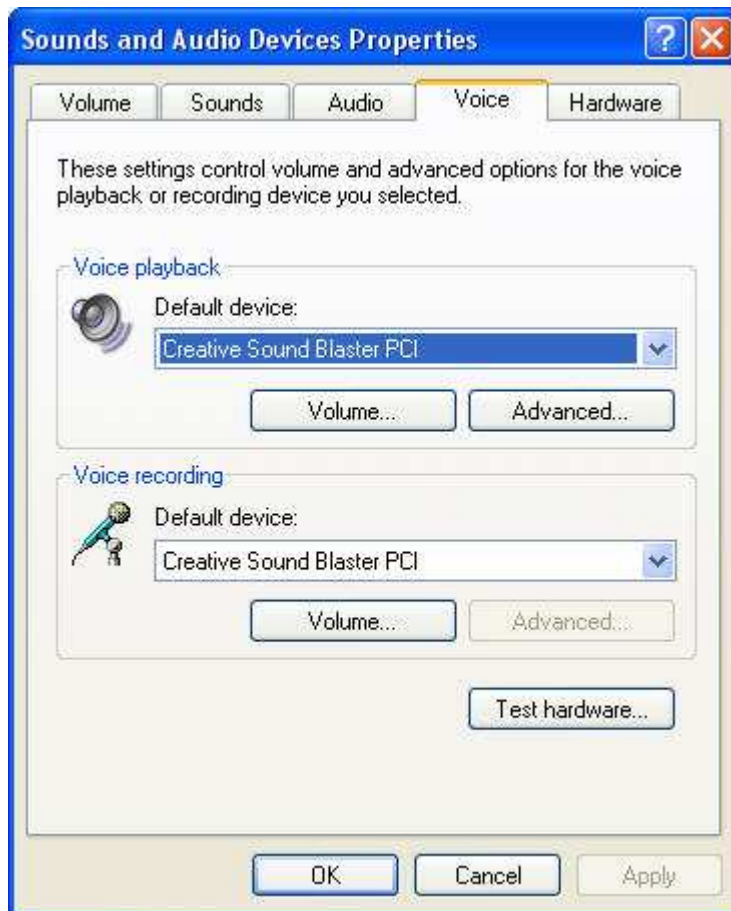 Sounds and Audio Devices Properties
Volume
Sounds
Audio
Voice
Hardware
These settings control volume and advanced options for the voice
playback or recording device you selected.
Voice playback
Default device:
Creative Sound Blaster PCI
Volume...
Advanced...
Voice recording
Default device:
Creative Sound Blaster PCI
Volume...
Advanced...
Test hardware...
OK
Cancel
Apply